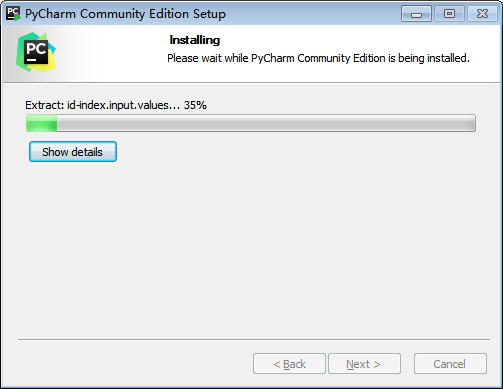 PC PyCharm Community Edition Setup
PC
Installing
Please wait while PyCharm Community Edition is being installed.
Extract: id-index.input.values... 35%
Show details
< Back
Next >
Cancel